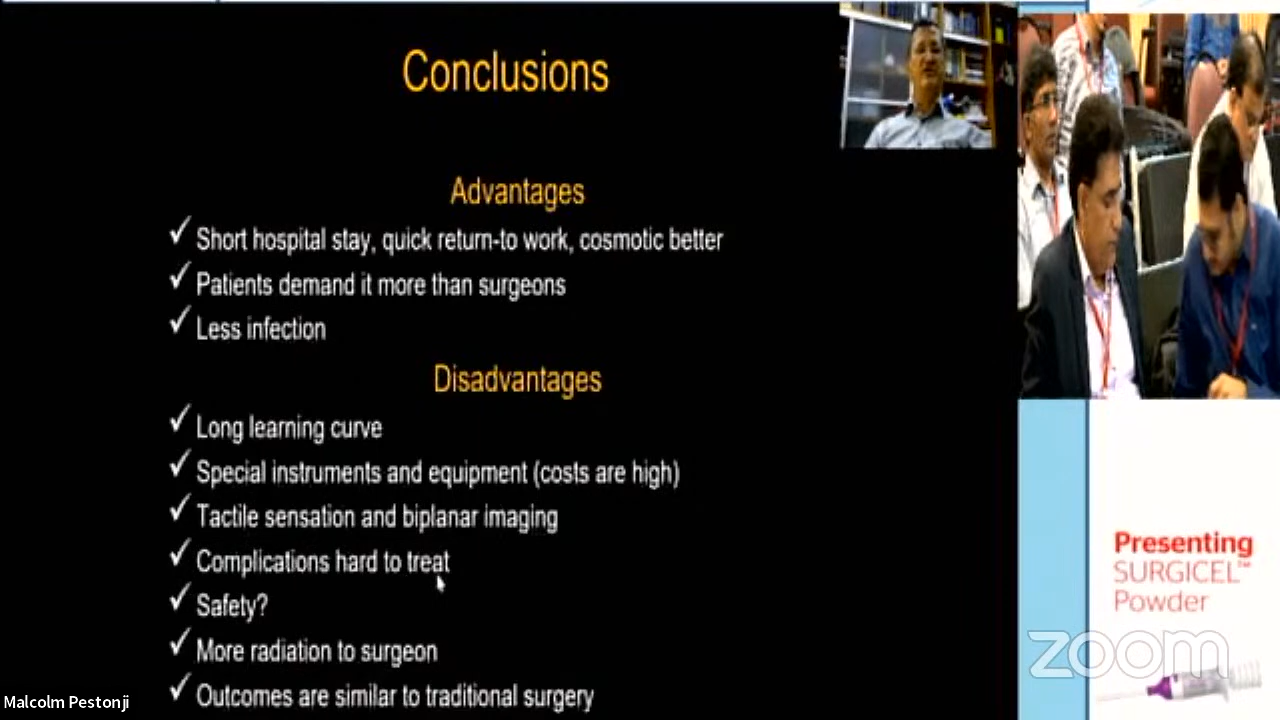 Conclusions
Advantages
✓ Short hospital stay, quick return-to work, cosmotic better
✓ Patients demand it more than surgeons
✓ Less infection
Disadvantages
✓ Long learning curve
✓ Special instruments and equipment (costs are high)
✓ Tactile sensation and biplanar imaging
✓ Complications hard to treat
✓ Safety?
✓ More radiation to surgeon
✓ Outcomes are similar to traditional surgery
Malcolm Pestonji
Presenting
SURGICEL™
Powder
zoom